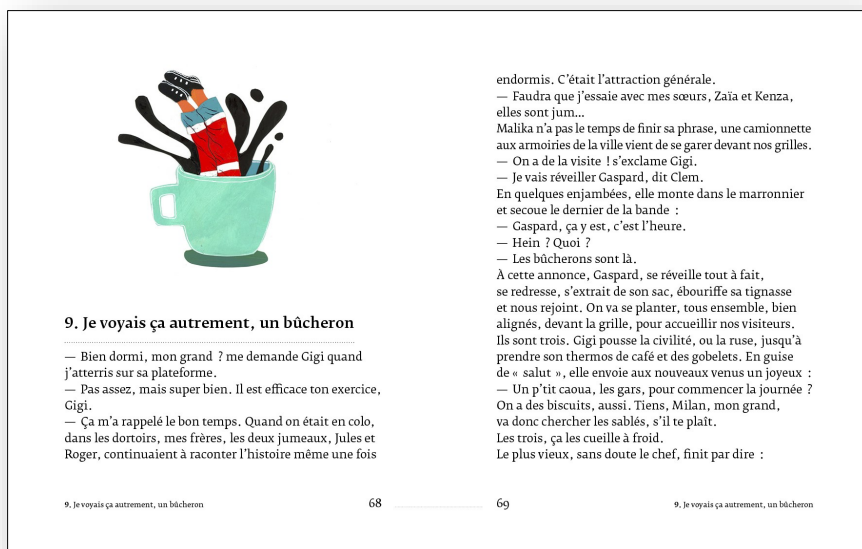 9. Je voyais ça autrement, un bûcheron
— Bien dormi, mon grand ? me demande Gigi quand
j’atterris sur sa plateforme.
— Pas assez, mais super bien. Il est efficace ton exercice,
Gigi.
— Ça m’a rappelé le bon temps. Quand on était en colo,
dans les dortoirs, mes frères, les deux jumeaux, Jules et
Roger, continuaient à raconter l’histoire même une fois
9. Je voyais ça autrement, un bûcheron
68
endormis. C’était l’attraction générale.
— Faudra que j’essaie avec mes sœurs, Zaïa et Kenza,
elles sont jum…
Malika n’a pas le temps de finir sa phrase, une camionnette
aux armoiries de la ville vient de se garer devant nos grilles.
— On a de la visite ! s’exclame Gigi.
— Je vais réveiller Gaspard, dit Clem.
En quelques enjambées, elle monte dans le marronnier
et secoue le dernier de la bande :
— Gaspard, ça y est, c’est l’heure.
— Hein ? Quoi ?
— Les bûcherons sont là.
À cette annonce, Gaspard, se réveille tout à fait,
se redresse, s’extrait de son sac, ébouriffe sa tignasse
et nous rejoint. On va se planter, tous ensemble, bien
alignés, devant la grille, pour accueillir nos visiteurs.
Ils sont trois. Gigi pousse la civilité, ou la ruse, jusqu’à
prendre son thermos de café et des gobelets. En guise
de « salut », elle envoie aux nouveaux venus un joyeux :
— Un p’tit caoua, les gars, pour commencer la journée ?
On a des biscuits, aussi. Tiens, Milan, mon grand,
va donc chercher les sablés, s’il te plaît.
Les trois, ça les cueille à froid.
Le plus vieux, sans doute le chef, finit par dire :
69
9. Je voyais ça autrement, un bûcheron